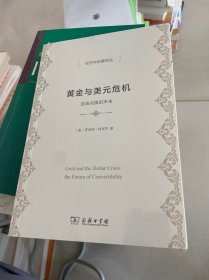 经济学名著译丛
黄金与美元危机
自由兑换的未来
〔美〕罗伯特·特里芬 著
Gold and the Dollar Crisis:
the Future of Convertibility
商务印书馆